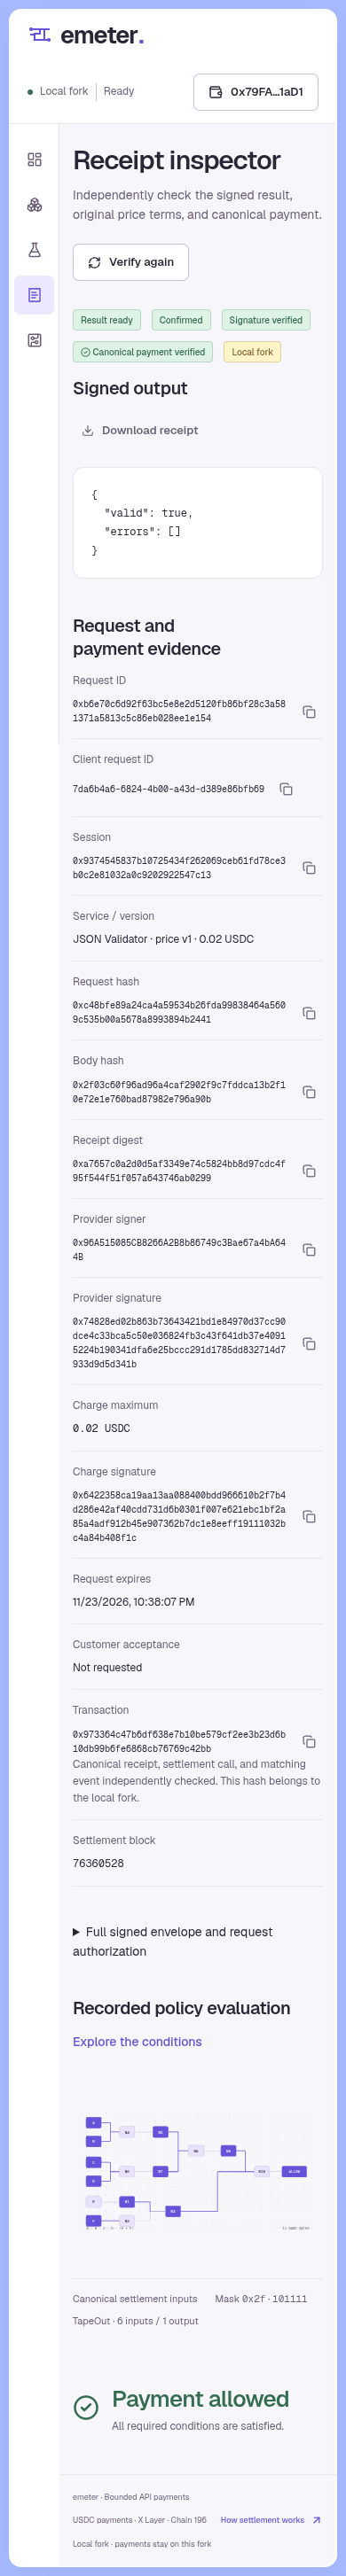 emeter.
Local fork
Ready
0x79FA...1aD1
Receipt inspector
Independently check the signed result,
original price terms, and canonical payment.
Verify again
Result ready
Confirmed
Signature verified
Canonical payment verified
Local fork
Signed output
Download receipt
{
"valid": true,
"errors": []
}
Request and
payment evidence
Request ID
0xb6e70c6d92f63bc5e8e2d5120fb86bf28c3a58
1371a5813c5c86eb028ee1e154
Client request ID
7da6b4a6-6824-4b00-a43d-d389e86bfb69
Session
0x9374545837b10725434f262069ceb61fd78ce3
b0c2e81032a0c9202922547c13
Service / version
JSON Validator · price v1 · 0.02 USDC
Request hash
0xc48bfe89a24ca4a59534b26fda99838464a560
9c535b00a5678a8993894b2441
Body hash
0x2f03c60f96ad96a4caf2902f9c7fddca13b2f1
0e72e1e760bad87982e796a90b
Receipt digest
0xa7657c0a2d0d5af3349e74c5824bb8d97cdc4f
95f544f51f057a643746ab0299
Provider signer
0x96A515085CB8266A2B8b86749c3Bae67a4bA64
4B
Provider signature
0x74828ed02b863b73643421bd1e84970d37cc90
dce4c33bca5c50e036824fb3c43f641db37e4091
5224b190341dfa6e25bccc291d1785dd832714d7
933d9d5d341b
Charge maximum
0.02 USDC
Charge signature
0x6422358ca19aa13aa088400bdd966610b2f7b4
d286e42af40cdd731d6b0301f007e621ebc1bf2a
85a4adf912b45e907362b7dc1e8eeff19111032b
c4a84b408f1c
Request expires
11/23/2026, 10:38:07 PM
Customer acceptance
Not requested
Transaction
0x973364c47b6df638e7b10be579cf2ee3b23d6b
10db99b6fe6868cb76769c42bb
Canonical receipt, settlement call, and matching
event independently checked. This hash belongs to
the local fork.
Settlement block
76360528
▶ Full signed envelope and request
authorization
Recorded policy evaluation
Explore the conditions
Canonical settlement inputs
Mask 0x2f · 101111
TapeOut · 6 inputs / 1 output
Payment allowed
All required conditions are satisfied.
emeter · Bounded API payments
USDC payments · X Layer · Chain 196
How settlement works
Local fork · payments stay on this fork